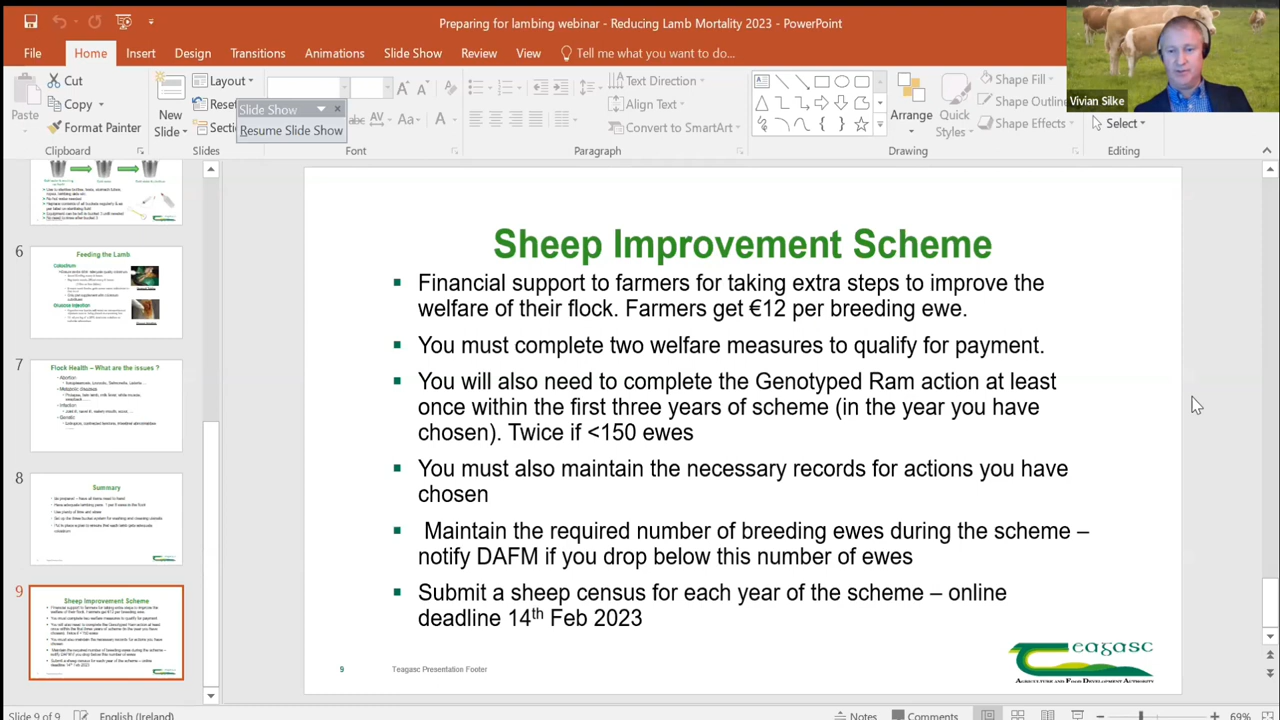 Preparing for lambing webinar - Reducing Lamb Mortality 2023 - PowerPoint
File Home Insert Design Transitions Animations Slide Show Review View Tell me what you want to do...
Vivian Silke
Paste
Cut
Copy
Format Painter
Clipboard
New
Slide
Layout
Reset
Slides
Slide Show
Resume Slide Show
Font
Text Direction
Align Text
Convert to SmartArt
Paragraph
Arrange
Quick
Styles
Shape Fill
Shape Effects
Drawing
Select
Editing
6
Feeding the Lamb
Colostrum
7
Flock Health – What are the issues ?
Abortion
Metabolic diseases
Infection
Genetic
8
Summary
9
Sheep Improvement Scheme
Sheep Improvement Scheme
Financial support to farmers for taking extra steps to improve the
welfare of their flock. Farmers get €12 per breeding ewe.
You must complete two welfare measures to qualify for payment.
You will also need to complete the Genotyped Ram action at least
once within the first three years of scheme (in the year you have
chosen). Twice if <150 ewes
You must also maintain the necessary records for actions you have
chosen
Maintain the required number of breeding ewes during the scheme –
notify DAFM if you drop below this number of ewes
Submit a sheep census for each year of the scheme – online
deadline 14th Feb 2023
9
Teagasc Presentation Footer
Teagasc
Agriculture and Food Development Authority
Slide 9 of 9
English (Ireland)
Notes
Comments
69%